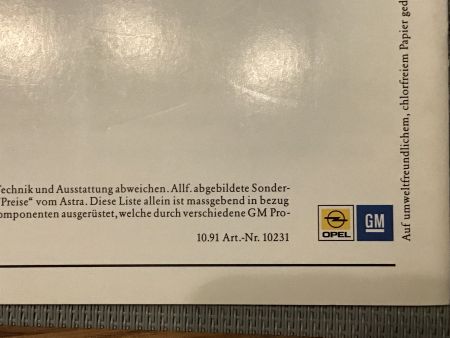 Technik und Ausstattung abweichen. Allf. abgebildete Sonder-
Preise“ vom Astra. Diese Liste allein ist massgebend in bezug
omponenten ausgerüstet, welche durch verschiedene GM Pro-
10.91 Art.-Nr. 10231
OPEL
GM
Auf umweltfreundlichem, chlorfreiem Papier ged